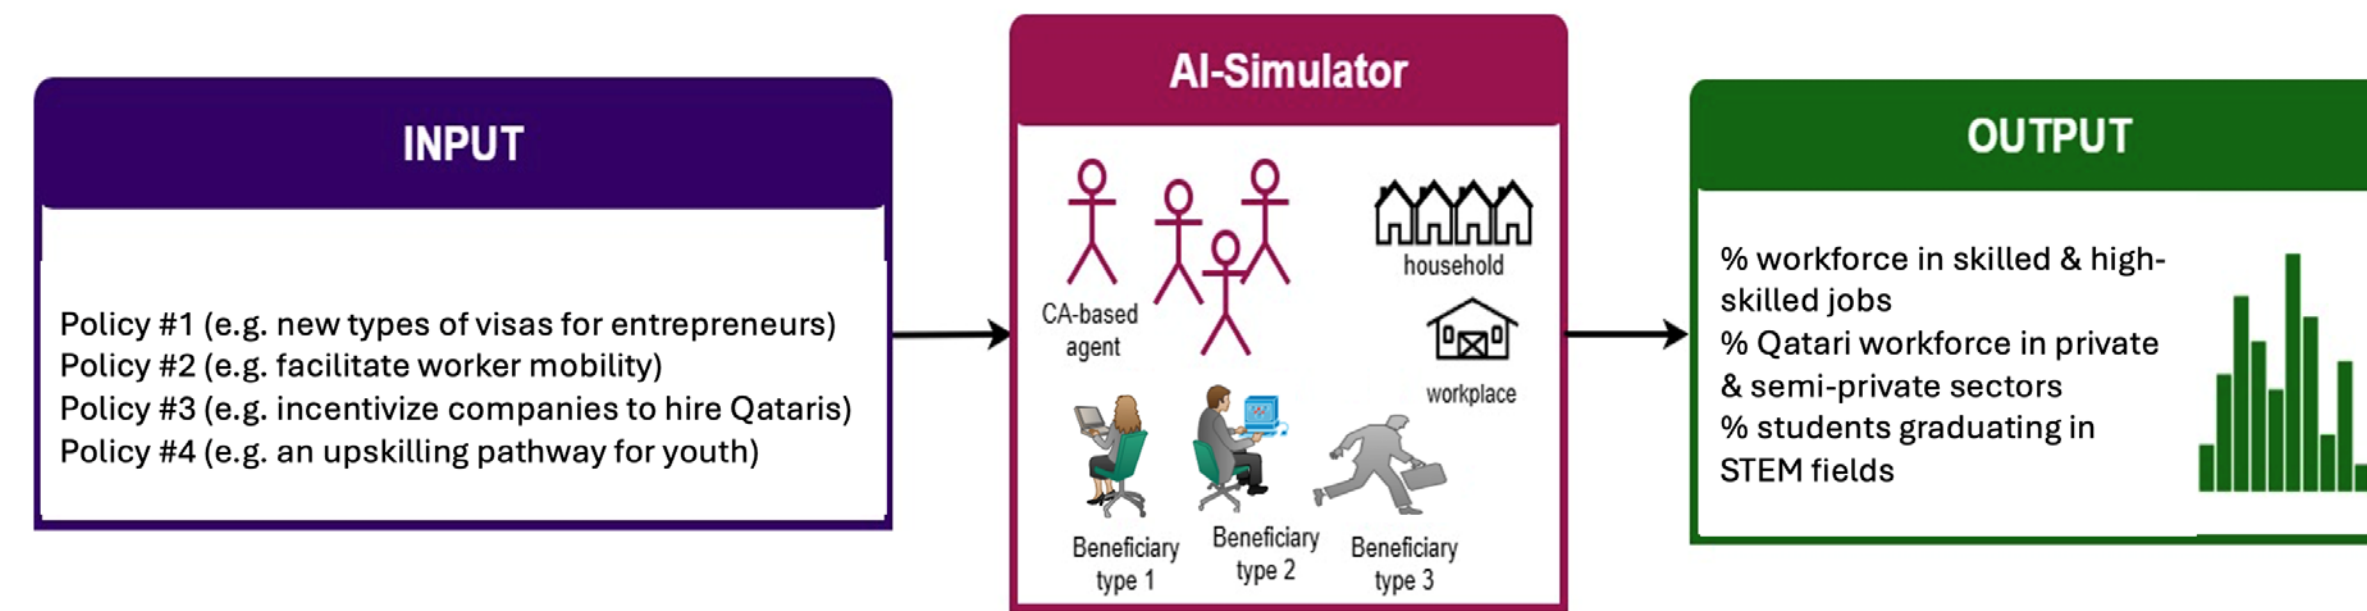 INPUT
Policy #1 (e.g. new types of visas for entrepreneurs)
Policy #2 (e.g. facilitate worker mobility)
Policy #3 (e.g. incentivize companies to hire Qataris)
Policy #4 (e.g. an upskilling pathway for youth)
AI-Simulator
CA-based
agent
household
workplace
Beneficiary
type 1
Beneficiary
type 2
Beneficiary
type 3
OUTPUT
% workforce in skilled & high-
skilled jobs
% Qatari workforce in private
& semi-private sectors
% students graduating in
STEM fields